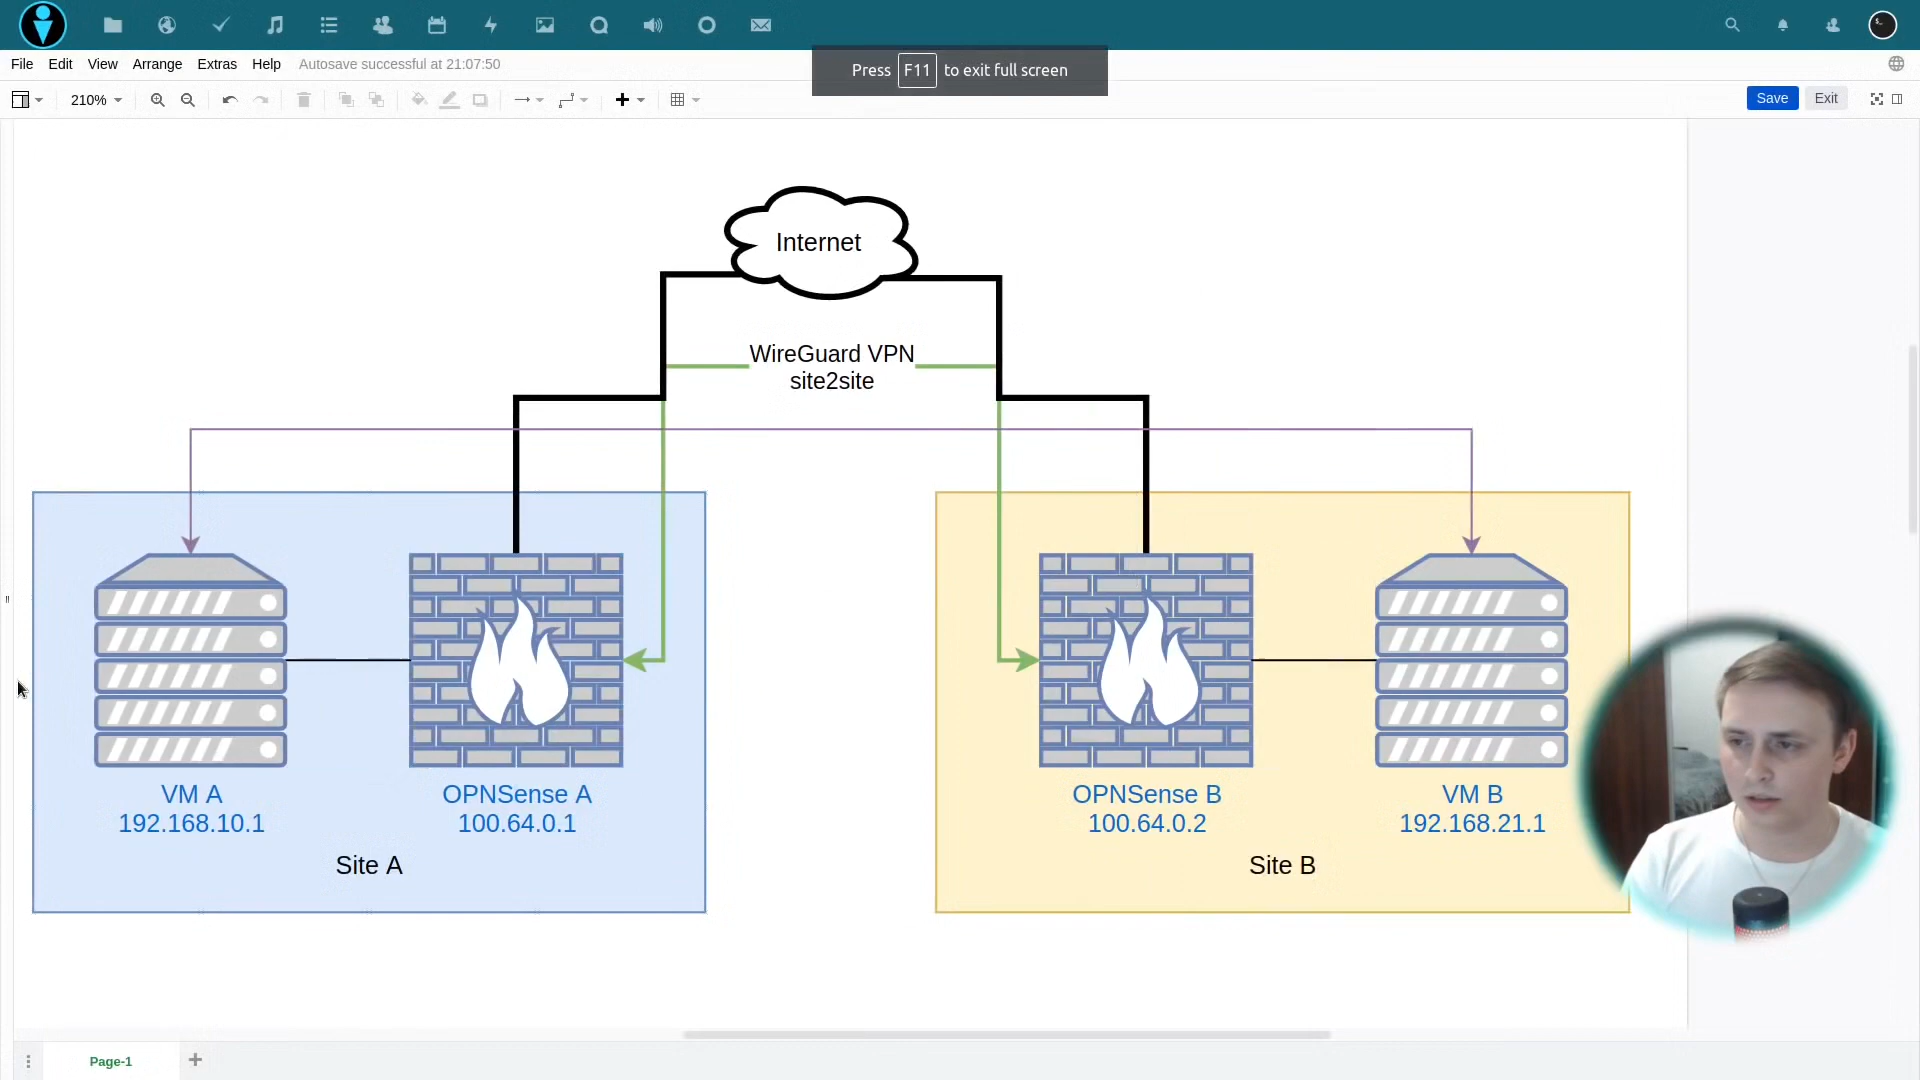 File Edit View Arrange Extras Help Autosave successful at 21:07:50
Press F11 to exit full screen
210%
Save Exit
Internet
WireGuard VPN
site2site
VM A
192.168.10.1
OPNSense A
100.64.0.1
Site A
OPNSense B
100.64.0.2
VM B
192.168.21.1
Site B
Page-1